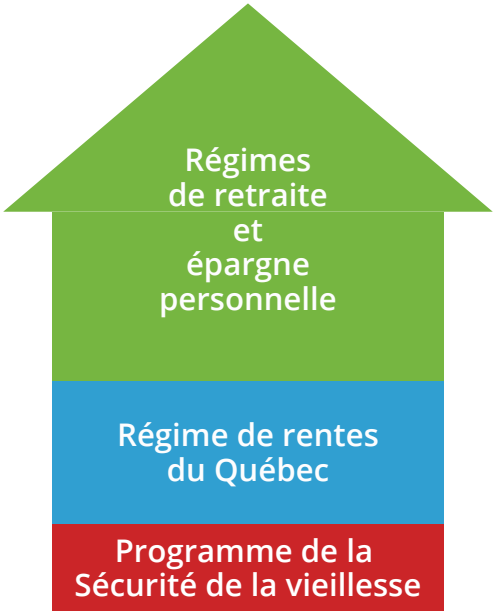 Régimes
de retraite
et
épargne
personnelle
Régime de rentes
du Québec
Programme de la
Sécurité de la vieillesse